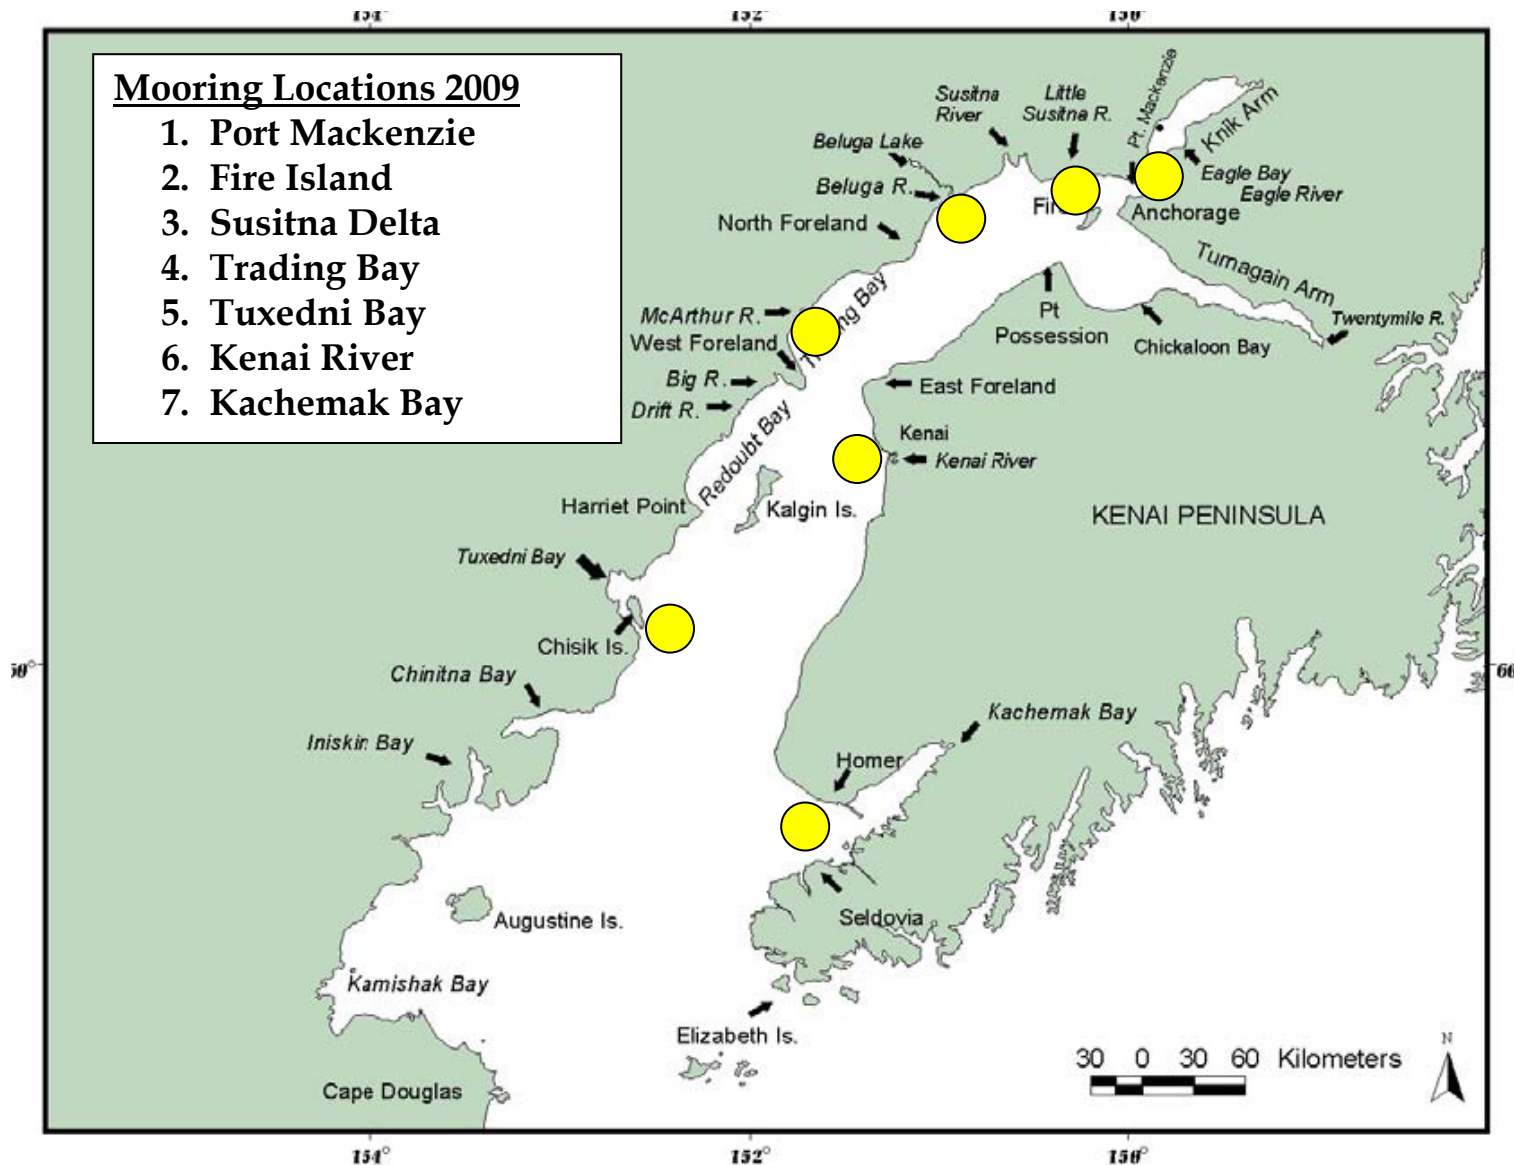 154°
152°
150°
Mooring Locations 2009
1. Port Mackenzie
2. Fire Island
3. Susitna Delta
4. Trading Bay
5. Tuxedni Bay
6. Kenai River
7. Kachemak Bay
Susitna
River
Little
Susitna R.
Pt. Mackenzie
Knik Arm
Beluga Lake
Beluga R.
Eagle Bay
Eagle River
North Foreland
Anchorage
Turnagain Arm
McArthur R.
West Foreland
Pt
Possession
Twentymile R.
Chickaloon Bay
Big R.
East Foreland
Drift R.
Redoubt Bay
Kenai
Kenai River
Harriet Point
Kalgin Is.
KENAI PENINSULA
Tuxedni Bay
Chisik Is.
Chinitna Bay
Iniskin Bay
Kachemak Bay
Homer
Augustine Is.
Seldovia
Kamishak Bay
Elizabeth Is.
30 0 30 60 Kilometers
N
Cape Douglas
154°
152°
150°